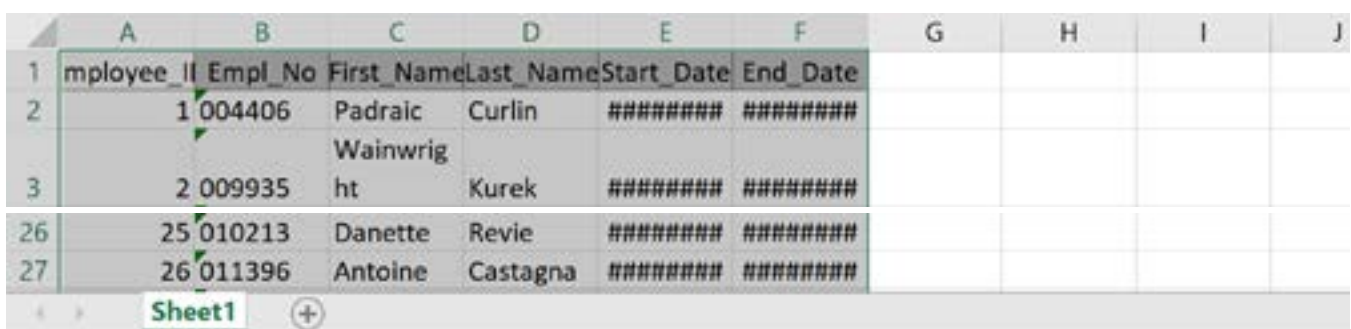 A B C D E F G H I J
1 mployee_II Empl_No First_Name Last_Name Start_Date End_Date
2 1 004406 Padraic Curlin ######## ########
Wainwrig
3 2 009935 ht Kurek ######## ########
26 25 010213 Danette Revie ######## ########
27 26 011396 Antoine Castagna ######## ########
Sheet1